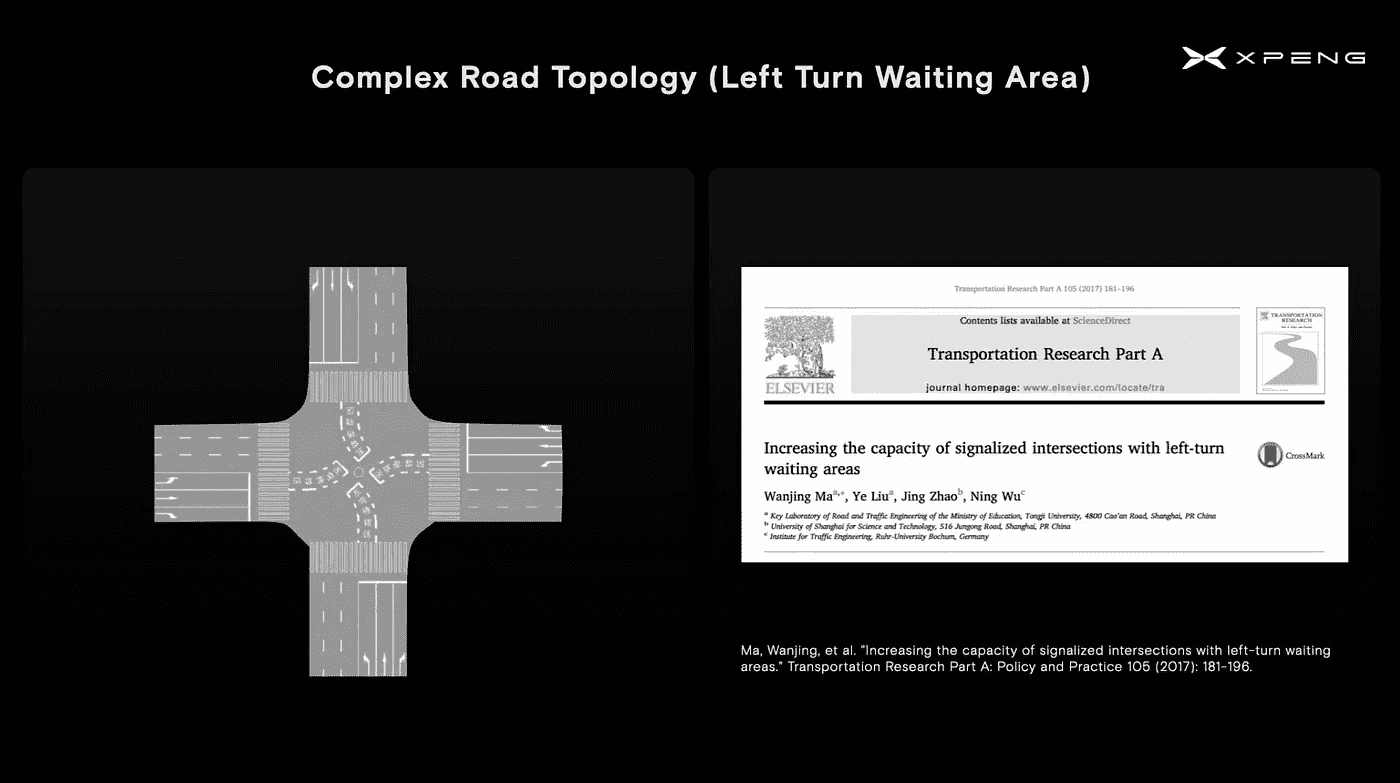 Complex Road Topology (Left Turn Waiting Area)
XPENG
Transportation Research Part A 105 (2017) 181–196
Contents lists available at ScienceDirect
Transportation Research Part A
journal homepage: www.elsevier.com/locate/tra
ELSEVIER
TRANSPORTATION
RESEARCH
Increasing the capacity of signalized intersections with left-turn
waiting areas
CrossMark
Wanjing Maa,*, Ye Liua, Jing Zhaob, Ning Wuc
a Key Laboratory of Road and Traffic Engineering of the Ministry of Education, Tongji University, 4800 Cao'an Road, Shanghai, PR China
b University of Shanghai for Science and Technology, 516 Jungong Road, Shanghai, PR China
c Institute for Traffic Engineering, Ruhr-University Bochum, Germany
Ma, Wanjing, et al. "Increasing the capacity of signalized intersections with left-turn waiting
areas." Transportation Research Part A: Policy and Practice 105 (2017): 181-196.